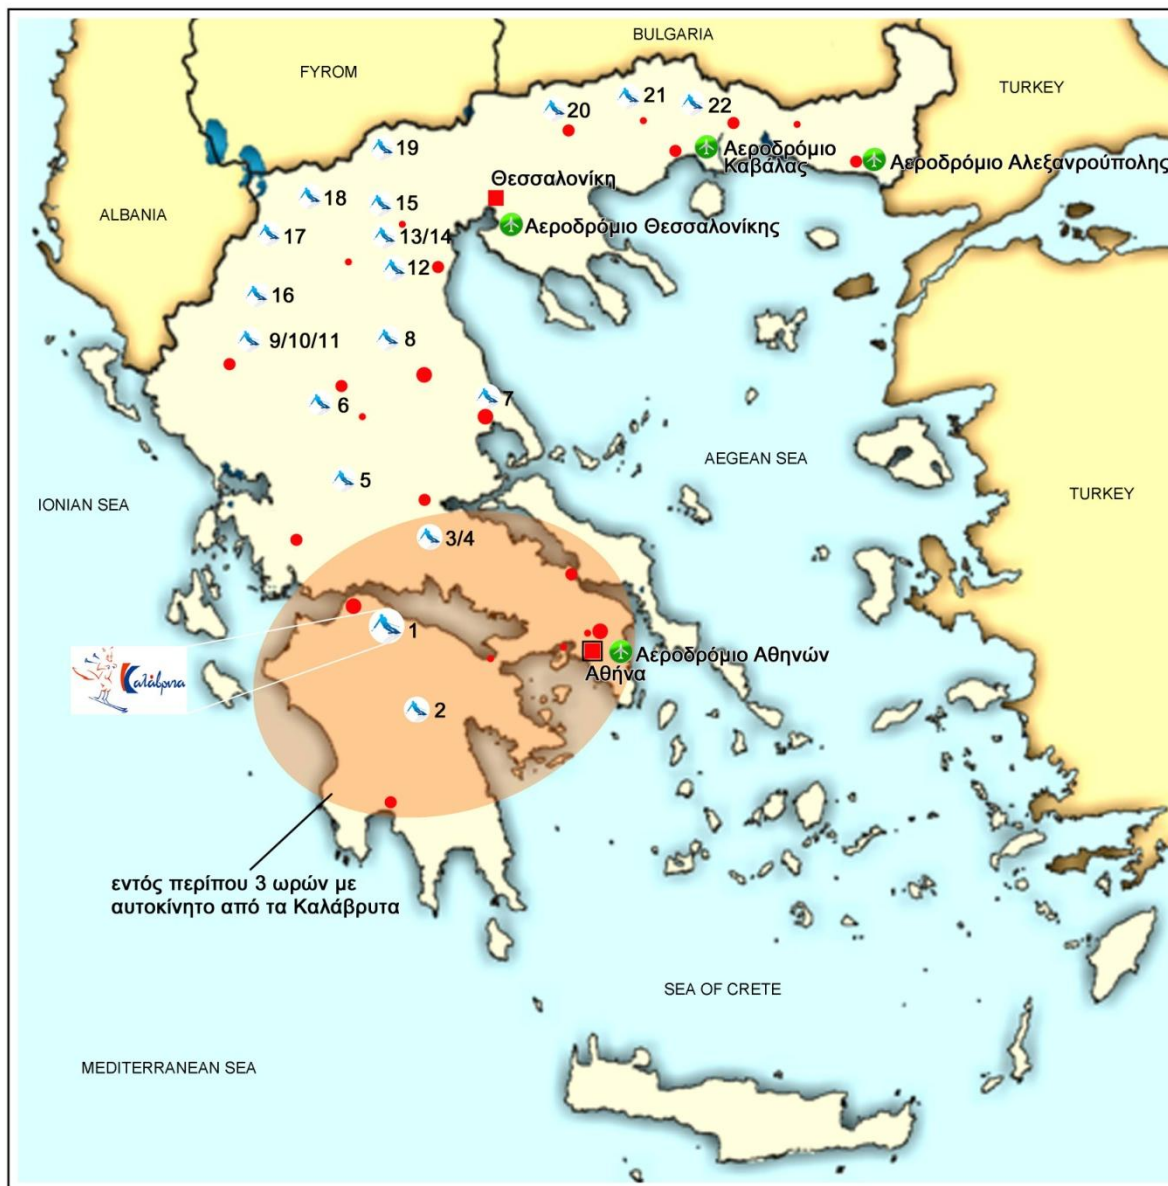 BULGARIA
FYROM
TURKEY
21
20
22
19
Αεροδρόμιο
Καβάλας
Αεροδρόμιο Αλεξανρούπολης
Θεσσαλονίκη
18
15
ALBANIA
Αεροδρόμιο Θεσσαλονίκης
17
13/14
12
16
9/10/11
8
7
6
AEGEAN SEA
5
TURKEY
IONIAN SEA
3/4
1
Αεροδρόμιο Αθηνών
Αθήνα
Καλάβρυτα
2
εντός περίπου 3 ωρών με
αυτοκίνητο από τα Καλάβρυτα
SEA OF CRETE
MEDITERRANEAN SEA